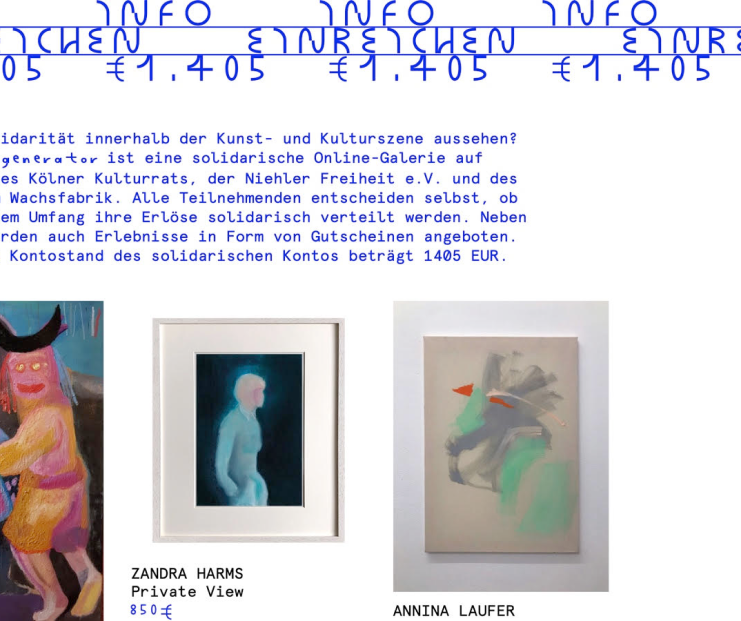 INFO INFO INFO
EICHEN EINREICHEN EINRE
05 €1.405 €1.405 €1.405
idarität innerhalb der Kunst- und Kulturszene aussehen?
generator ist eine solidarische Online-Galerie auf
es Kölner Kulturrats, der Niehler Freiheit e.V. und des
Wachsfabrik. Alle Teilnehmenden entscheiden selbst, ob
em Umfang ihre Erlöse solidarisch verteilt werden. Neben
rden auch Erlebnisse in Form von Gutscheinen angeboten.
Kontostand des solidarischen Kontos beträgt 1405 EUR.
ZANDRA HARMS
Private View
850€
ANNINA LAUFER